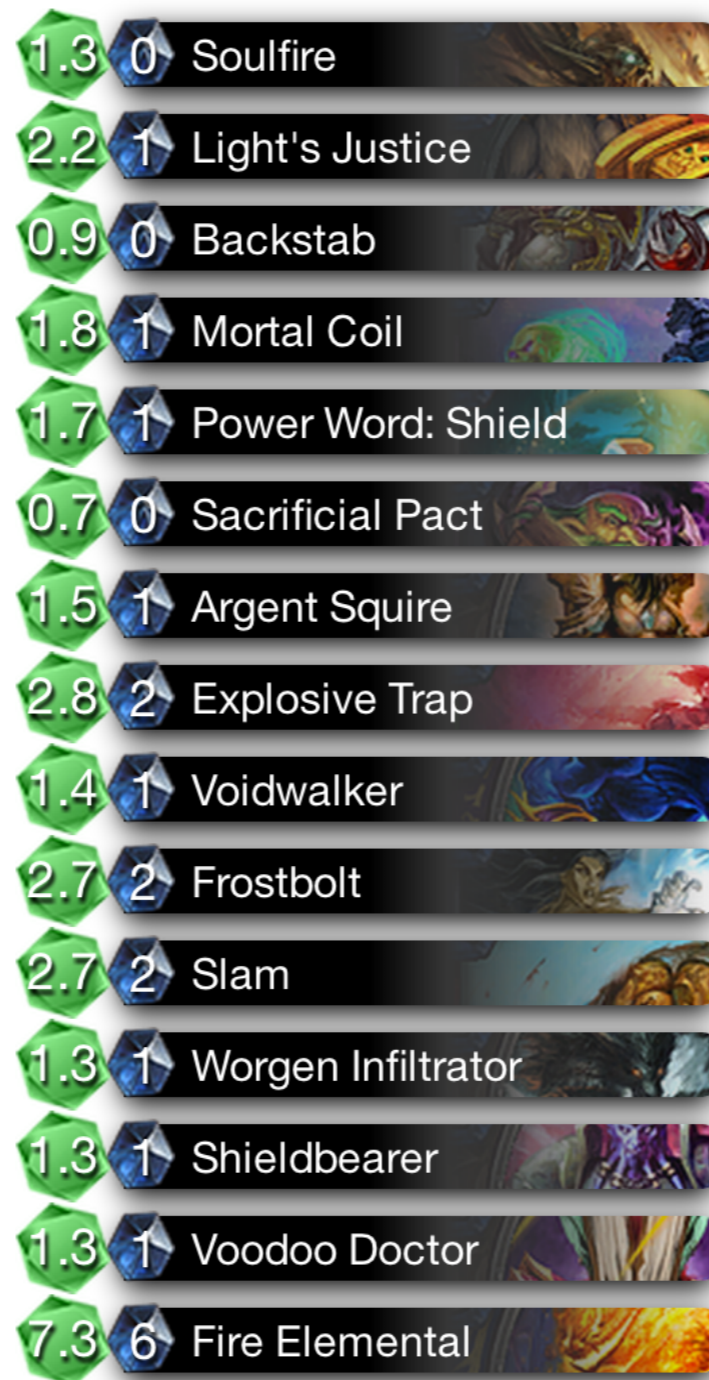 1.3 0 Soulfire
2.2 1 Light's Justice
0.9 0 Backstab
1.8 1 Mortal Coil
1.7 1 Power Word: Shield
0.7 0 Sacrificial Pact
1.5 1 Argent Squire
2.8 2 Explosive Trap
1.4 1 Voidwalker
2.7 2 Frostbolt
2.7 2 Slam
1.3 1 Worgen Infiltrator
1.3 1 Shieldbearer
1.3 1 Voodoo Doctor
7.3 6 Fire Elemental